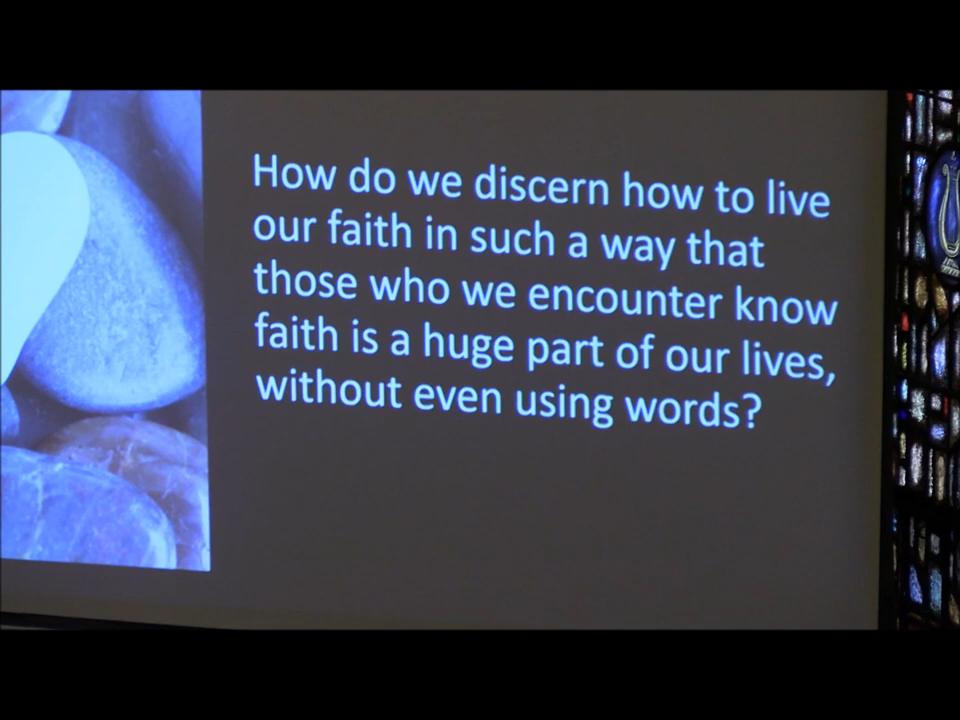 How do we discern how to live
our faith in such a way that
those who we encounter know
faith is a huge part of our lives,
without even using words?